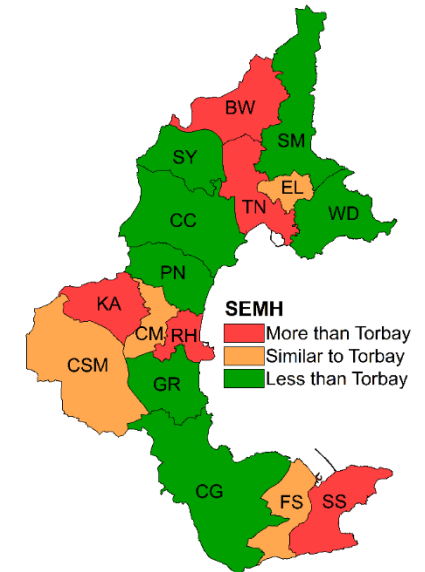 BW
SM
SY
EL
TN
WD
CC
PN
SEMH
KA
More than Torbay
CM
RH
Similar to Torbay
CSM
Less than Torbay
GR
CG
FS
SS